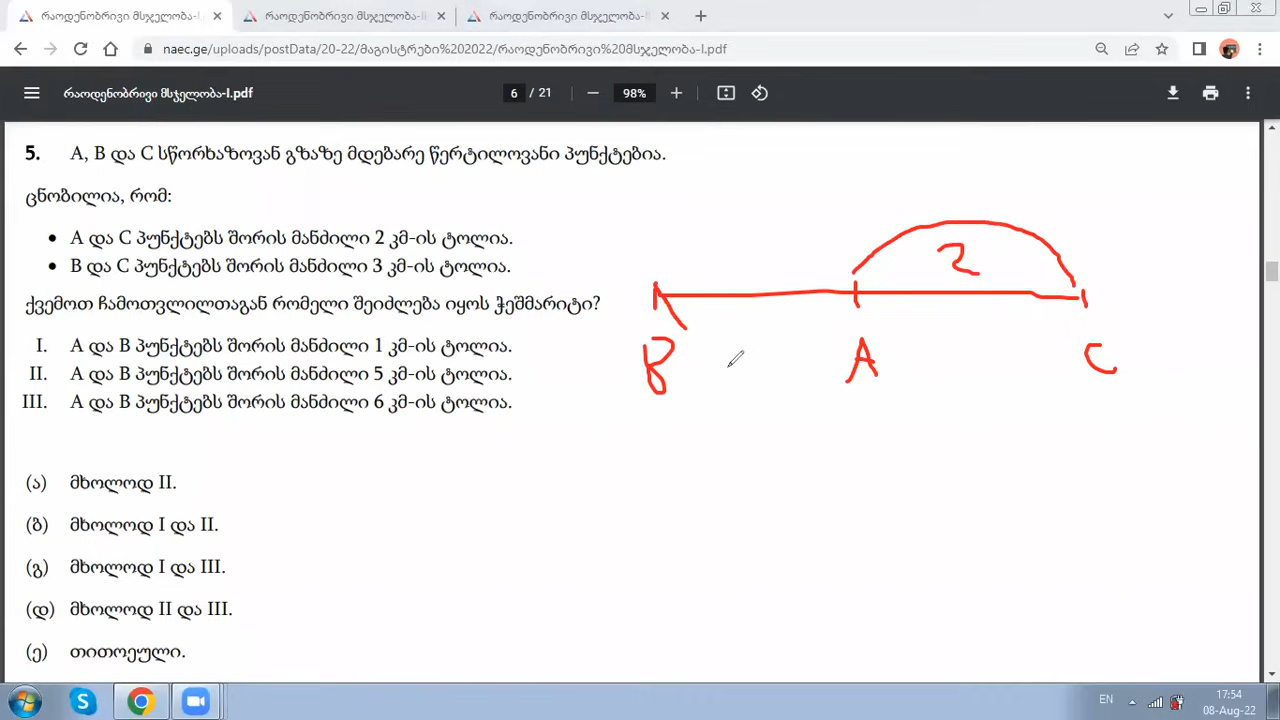 რაოდენობრივი მსჯელობა-I.
რაოდენობრივი მსჯელობა-II
რაოდენობრივი მსჯელობა-II
naec.ge/uploads/postData/20-22/მაგისტრები%202022/რაოდენობრივი%20მსჯელობა-I.pdf
რაოდენობრივი მსჯელობა-I.pdf
6 / 21
98%
5. A, B და C სწორხაზოვან გზაზე მდებარე წერტილოვანი პუნქტებია.
ცნობილია, რომ:
• A და C პუნქტებს შორის მანძილი 2 კმ-ის ტოლია.
• B და C პუნქტებს შორის მანძილი 3 კმ-ის ტოლია.
ქვემოთ ჩამოთვლილთაგან რომელი შეიძლება იყოს ჭეშმარიტი?
I. A და B პუნქტებს შორის მანძილი 1 კმ-ის ტოლია.
II. A და B პუნქტებს შორის მანძილი 5 კმ-ის ტოლია.
III. A და B პუნქტებს შორის მანძილი 6 კმ-ის ტოლია.
2
B A C
(ა) მხოლოდ II.
(ბ) მხოლოდ I და II.
(გ) მხოლოდ I და III.
(დ) მხოლოდ II და III.
(ე) თითოეული.
EN
17:54
08-Aug-22